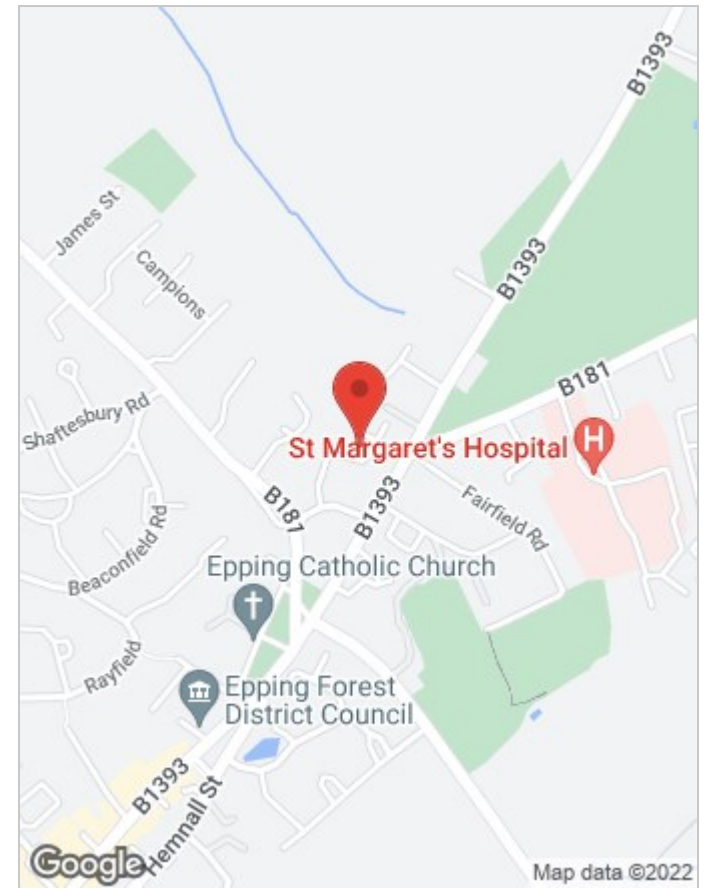 B1393
James St
Campions
B1393
B181
Shaftesbury Rd
St Margaret's Hospital
H
B181
B1393
Fairfield Rd
Beaconfield Rd
Epping Catholic Church
Rayfield
Epping Forest
District Council
B1393
Hemnall St
Google
Map data ©2022